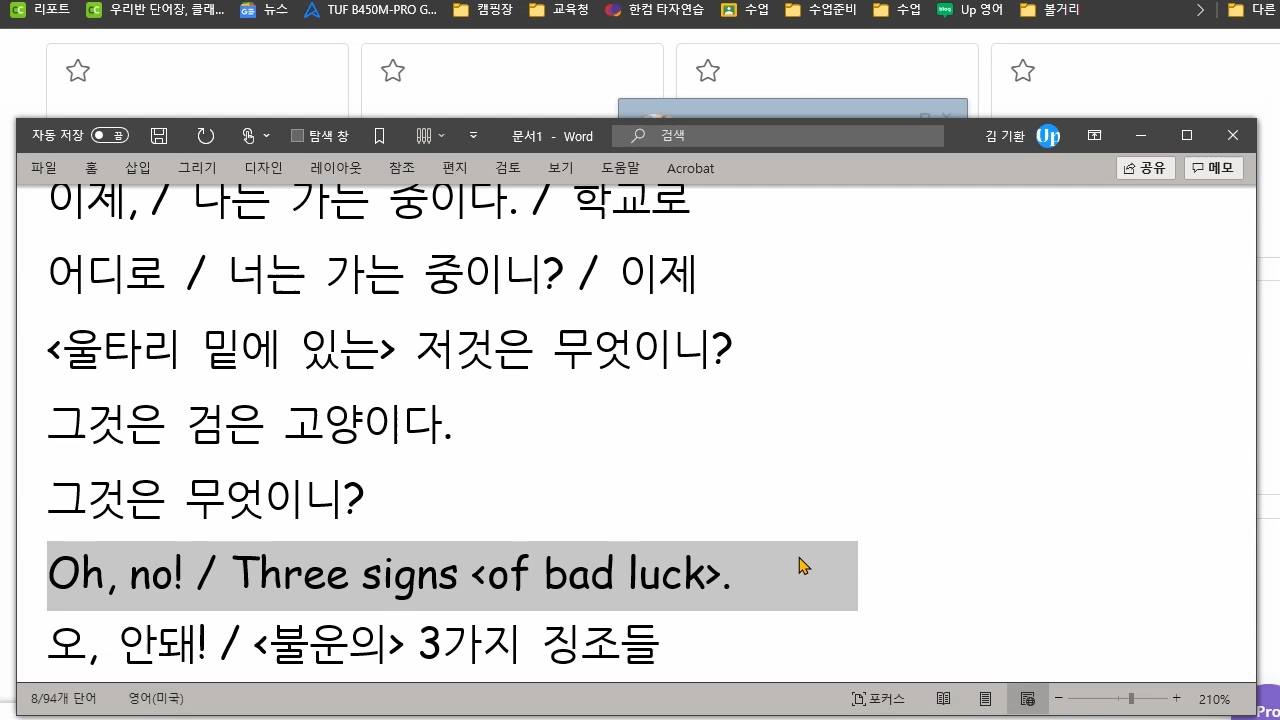 리포트 우리반 단어장, 클래... 뉴스 TUF B450M-PRO G... 캠핑장 교육청 한컴 타자연습 수업 수업준비 수업 Up 영어 볼거리 다른
자동 저장 끔 탐색 창 문서1 - Word 검색 김 기환 Up
파일 홈 삽입 그리기 디자인 레이아웃 참조 편지 검토 보기 도움말 Acrobat 공유 메모
이제, / 나는 가는 중이다. / 학교로
어디로 / 너는 가는 중이니? / 이제
<울타리 밑에 있는> 저것은 무엇이니?
그것은 검은 고양이다.
그것은 무엇이니?
Oh, no! / Three signs <of bad luck>.
오, 안돼! / <불운의> 3가지 징조들
8/94개 단어 영어(미국) 포커스 210%
Pro